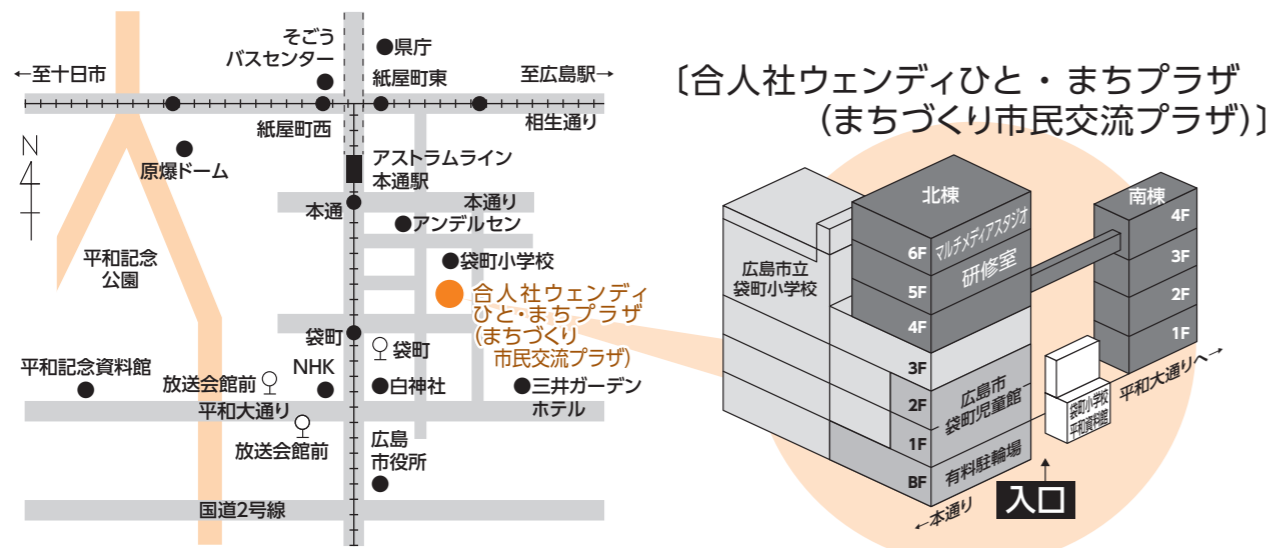 そごう
バスセンター
●県庁
←至十日市
紙屋町東
至広島駅→
紙屋町西
相生通り
N
原爆ドーム
アストラムライン
本通駅
本通
本通り
アンデルセン
平和記念
公園
袋町小学校
合人社ウェンディ
ひと・まちプラザ
(まちづくり
市民交流プラザ)
袋町
袋町
平和記念資料館
放送会館前
NHK
白神社
三井ガーデン
ホテル
平和大通り
放送会館前
広島
市役所
国道2号線
〔合人社ウェンディひと・まちプラザ
(まちづくり市民交流プラザ)〕
北棟
南棟
6F マルチメディアスタジオ
5F 研修室
4F
3F
2F
1F
BF
広島市立
袋町小学校
広島市
袋町児童館
有料駐輪場
4F
3F
2F
1F
袋町小学校
平和資料館
平和大通りへ→
←本通り
入口